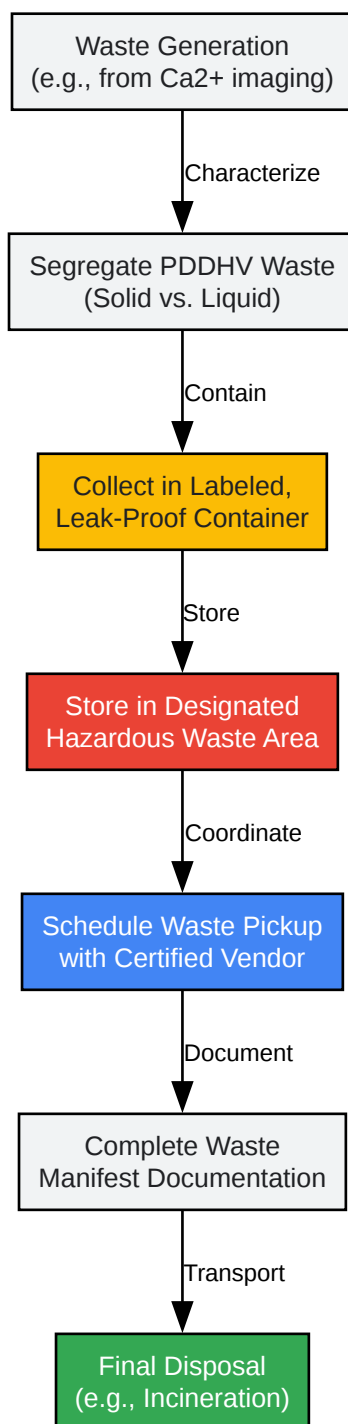 Waste Generation
(e.g., from Ca2+ imaging)
Characterize
Segregate PDDHV Waste
(Solid vs. Liquid)
Contain
Collect in Labeled,
Leak-Proof Container
Store
Store in Designated
Hazardous Waste Area
Coordinate
Schedule Waste Pickup
with Certified Vendor
Document
Complete Waste
Manifest Documentation
Transport
Final Disposal
(e.g., Incineration)